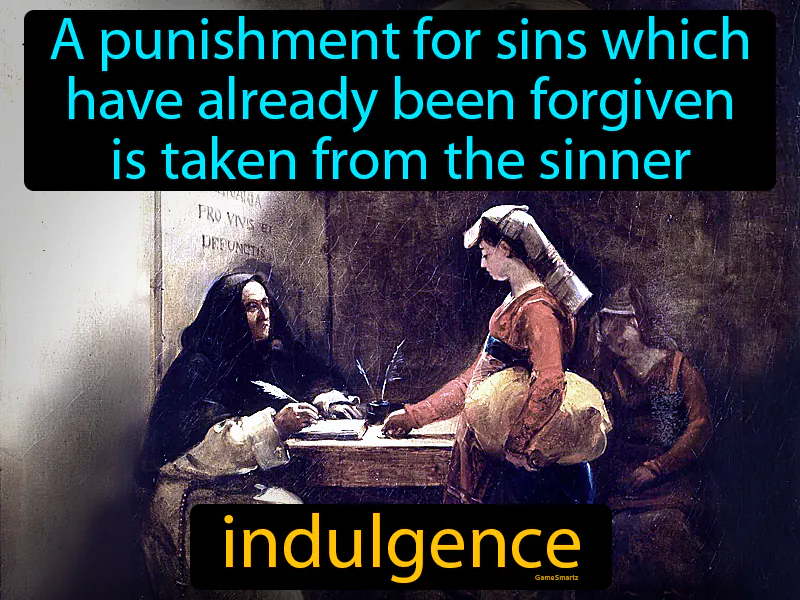 A punishment for sins which
have already been forgiven
is taken from the sinner
PRO VIVIS ET
DEFUNCTIS
indulgence
GameSmartz